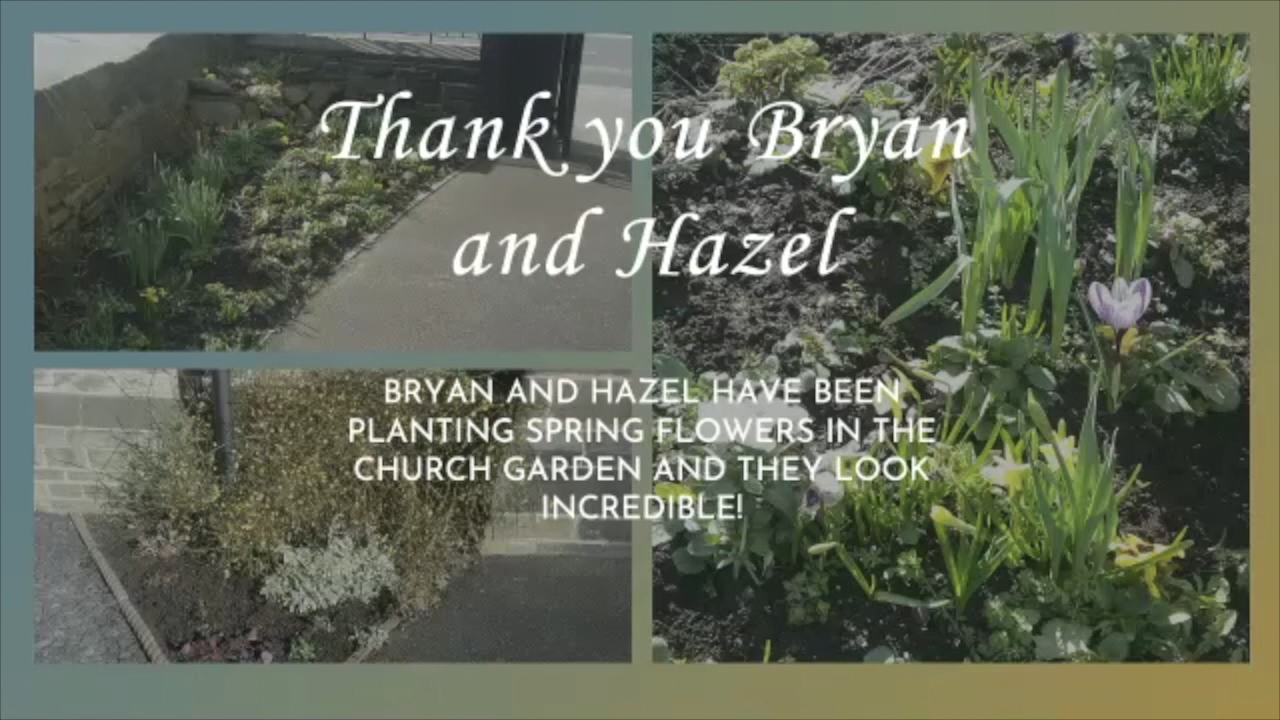 Thank you Bryan
and Hazel
BRYAN AND HAZEL HAVE BEEN
PLANTING SPRING FLOWERS IN THE
CHURCH GARDEN AND THEY LOOK
INCREDIBLE!